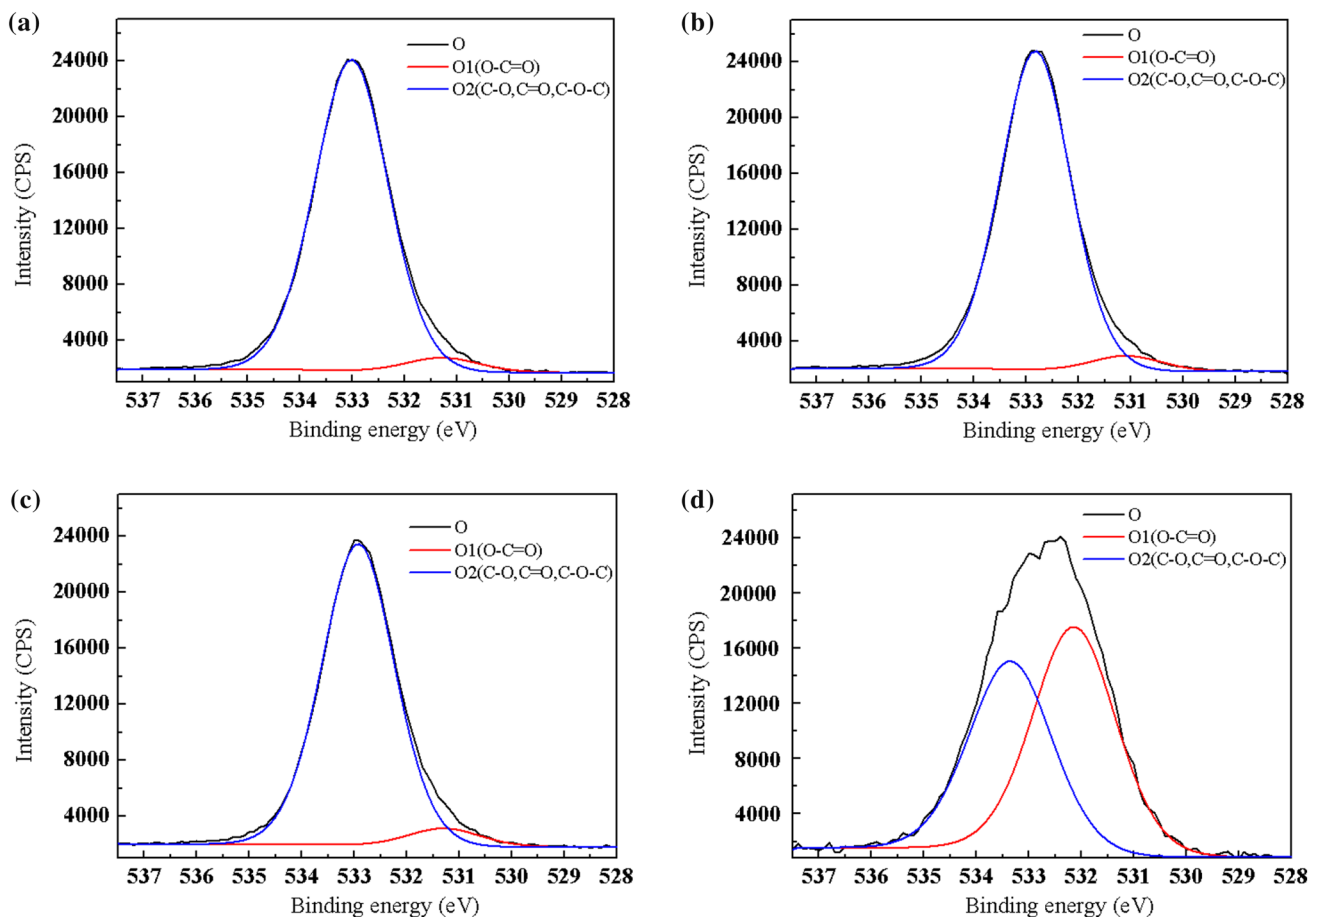 (a)
O
O1(O-C=O)
O2(C-O,C=O,C-O-C)
24000
20000
16000
12000
8000
4000
Intensity (CPS)
537 536 535 534 533 532 531 530 529 528
Binding energy (eV)
(b)
O
O1(O-C=O)
O2(C-O,C=O,C-O-C)
24000
20000
16000
12000
8000
4000
Intensity (CPS)
537 536 535 534 533 532 531 530 529 528
Binding energy (eV)
(c)
O
O1(O-C=O)
O2(C-O,C=O,C-O-C)
24000
20000
16000
12000
8000
4000
Intensity (CPS)
537 536 535 534 533 532 531 530 529 528
Binding energy (eV)
(d)
O
O1(O-C=O)
O2(C-O,C=O,C-O-C)
24000
20000
16000
12000
8000
4000
Intensity (CPS)
537 536 535 534 533 532 531 530 529 528
Binding energy (eV)